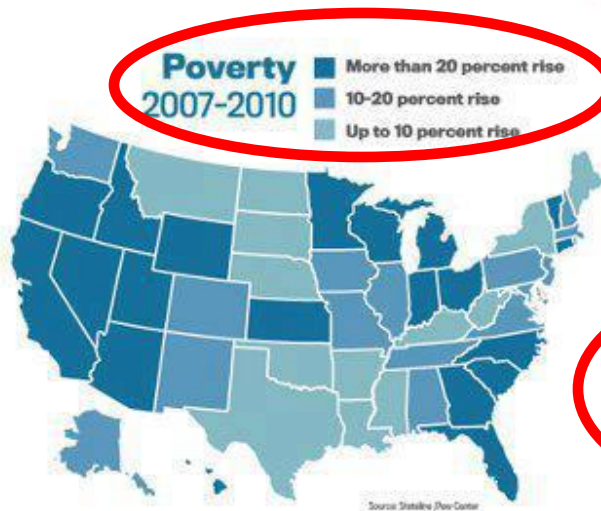 Poverty
2007-2010
More than 20 percent rise
10-20 percent rise
Up to 10 percent rise
Source: Stateline /Pew Center